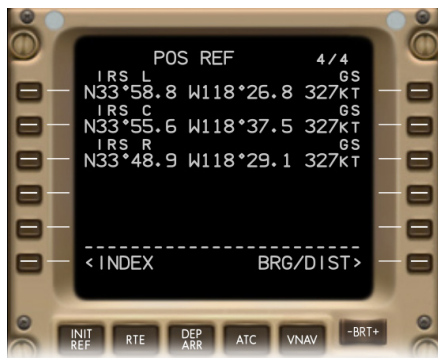 POS REF 4/4
IRS L GS
N33°58.8 W118°26.8 327KT
IRS C GS
N33°55.6 W118°37.5 327KT
IRS R GS
N33°48.9 W118°29.1 327KT
--------------------------------
<INDEX BRG/DIST>
INIT REF RTE DEP ARR ATC VNAV -BRT+